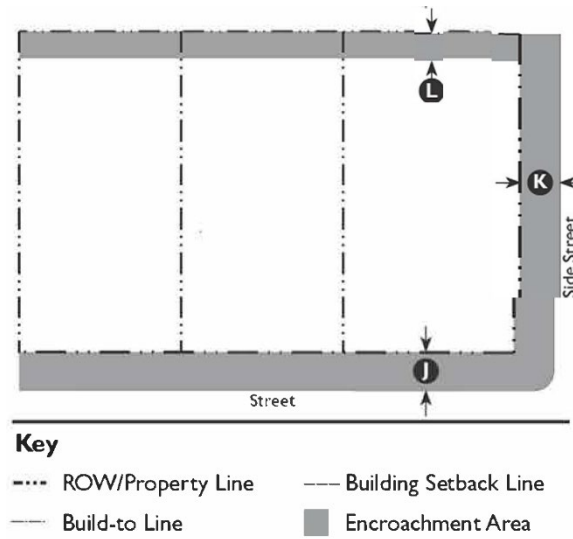 L
K
Side Street
J
Street
Key
ROW/Property Line
Building Setback Line
Build-to Line
Encroachment Area